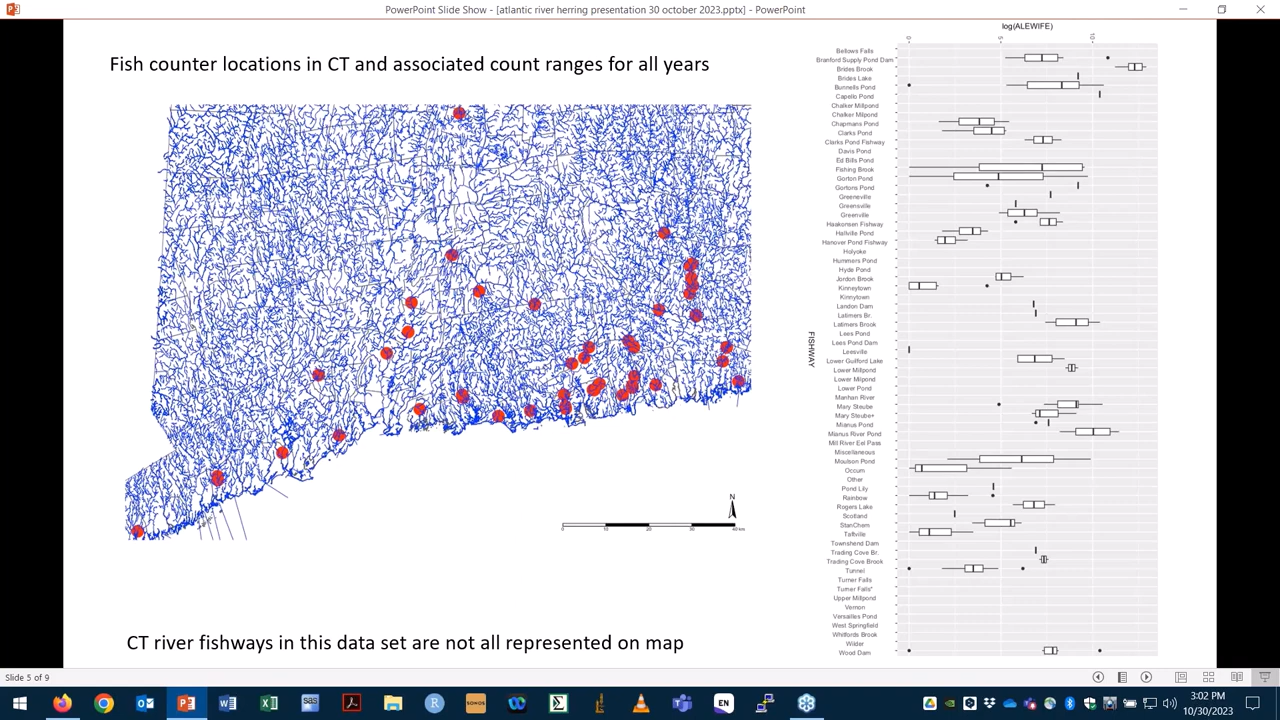 PowerPoint Slide Show - [atlantic river herring presentation 30 october 2023.pptx] - PowerPoint
Fish counter locations in CT and associated count ranges for all years
log(ALEWIFE)
0
5
10
Bellows Falls
Branford Supply Pond Dam
Brides Brook
Brides Lake
Bunnells Pond
Capello Pond
Chalker Millpond
Chalker Milpond
Chapmans Pond
Clarks Pond
Clarks Pond Fishway
Davis Pond
Ed Bills Pond
Fishing Brook
Gorton Pond
Gortons Pond
Greeneville
Greensville
Greenville
Haakonsen Fishway
Hallville Pond
Hanover Pond Fishway
Holyoke
Hummers Pond
Hyde Pond
Jordon Brook
Kinneytown
Kinnytown
Landon Dam
Latimers Br.
Latimers Brook
Lees Pond
Lees Pond Dam
Leesville
Lower Guilford Lake
Lower Millpond
Lower Milpond
Lower Pond
Manhan River
Mary Steube
Mary Steube+
Mianus Pond
Mianus River Pond
Mill River Eel Pass
Miscellaneous
Moulson Pond
Occum
Other
Pond Lily
Rainbow
Rogers Lake
Scotland
StanChem
Taftville
Townshend Dam
Trading Cove Br.
Trading Cove Brook
Tunnel
Turner Falls
Turner Falls*
Upper Millpond
Vernon
Versailles Pond
West Springfield
Whitfords Brook
Wilder
Wood Dam
FISHWAY
N
0 10 20 30 40 km
CT River fishways in the data set are not all represented on map
Slide 5 of 9
3:02 PM
10/30/2023